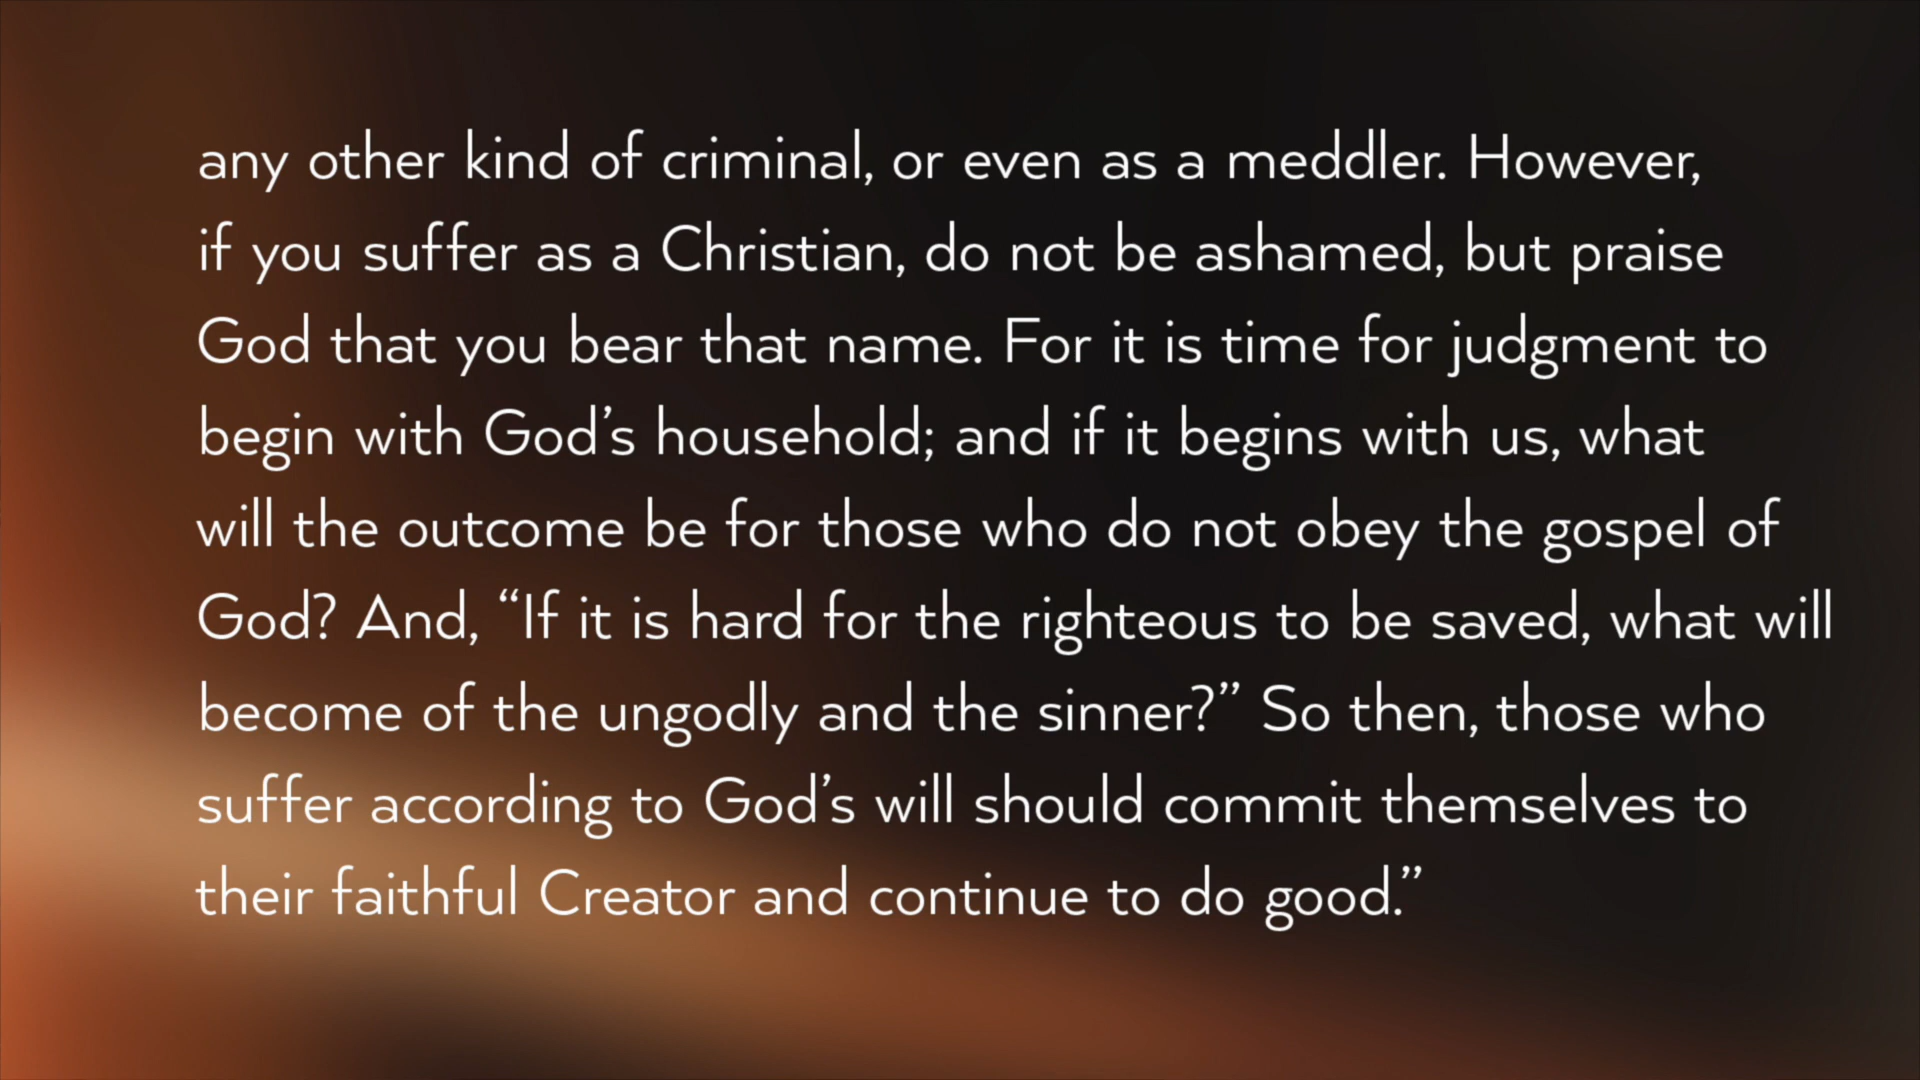 any other kind of criminal, or even as a meddler. However,
if you suffer as a Christian, do not be ashamed, but praise
God that you bear that name. For it is time for judgment to
begin with God’s household; and if it begins with us, what
will the outcome be for those who do not obey the gospel of
God? And, “If it is hard for the righteous to be saved, what will
become of the ungodly and the sinner?” So then, those who
suffer according to God’s will should commit themselves to
their faithful Creator and continue to do good.”